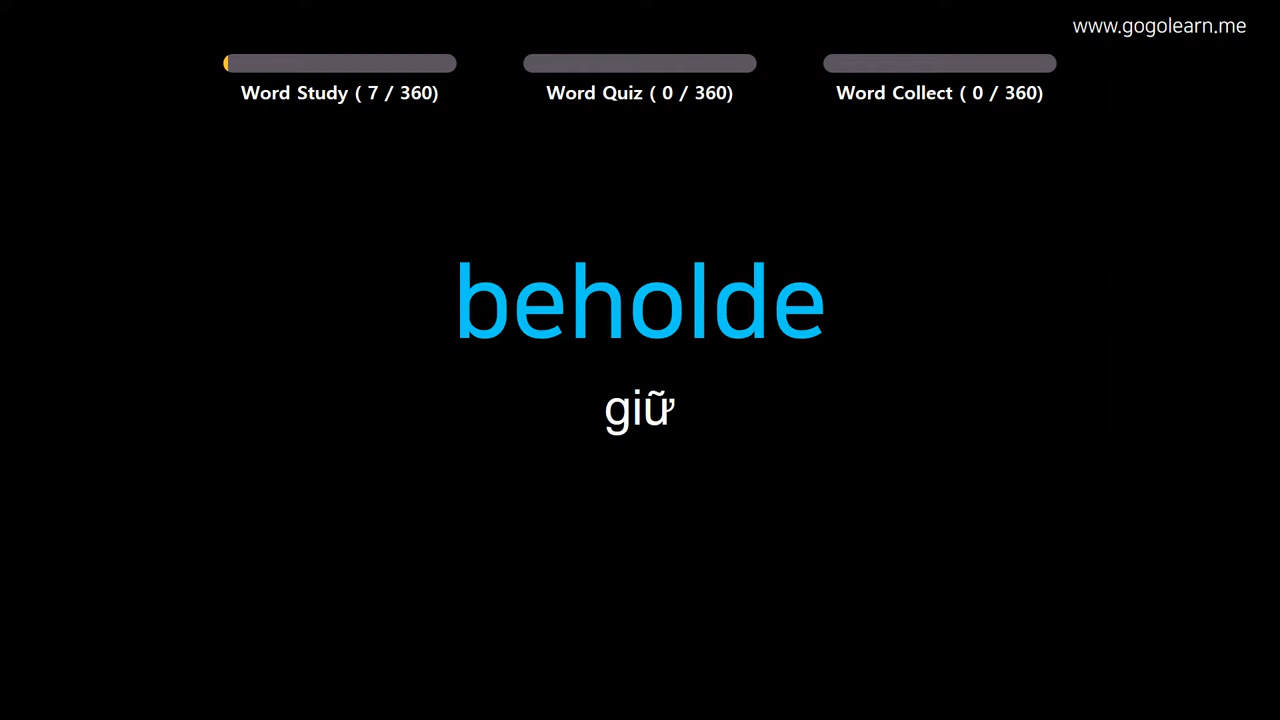 www.gogolearn.me
Word Study ( 7 / 360)
Word Quiz ( 0 / 360)
Word Collect ( 0 / 360)
beholde
giữ